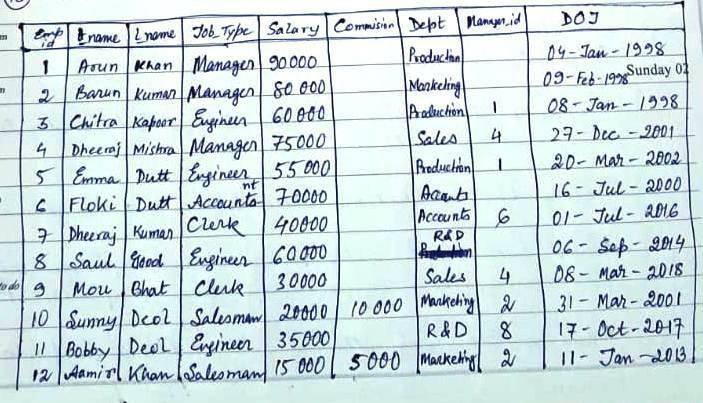 Emp id Fname Lname Job_Type Salary Commision Dept Manager_id DOJ
1 Arun Khan Manager 90000 Production 04-Jan-1998
Sunday 02
2 Barun Kumar Manager 80000 Marketing 09-Feb-1998
3 Chitra Kapoor Engineer 60000 Production 1 08-Jan-1998
4 Dheeraj Mishra Manager 75000 Sales 4 27-Dec-2001
5 Emma Dutt Engineer 55000 Production 1 20-Mar-2002
6 Floki Dutt Accountant 70000 Accounts 16-Jul-2000
7 Dheeraj Kumar Clerk 40000 Accounts 6 01-Jul-2016
8 Saul Good Engineer 60000 R&D 06-Sep-2014
to do 9 Mou Bhat Clerk 30000 Sales 4 08-Mar-2018
10 Sunny Deol Salesman 20000 10000 Marketing 2 31-Mar-2001
11 Bobby Deol Engineer 35000 R&D 8 17-Oct-2017
12 Aamir Khan Salesman 15000 5000 Marketing 2 11-Jan-2013